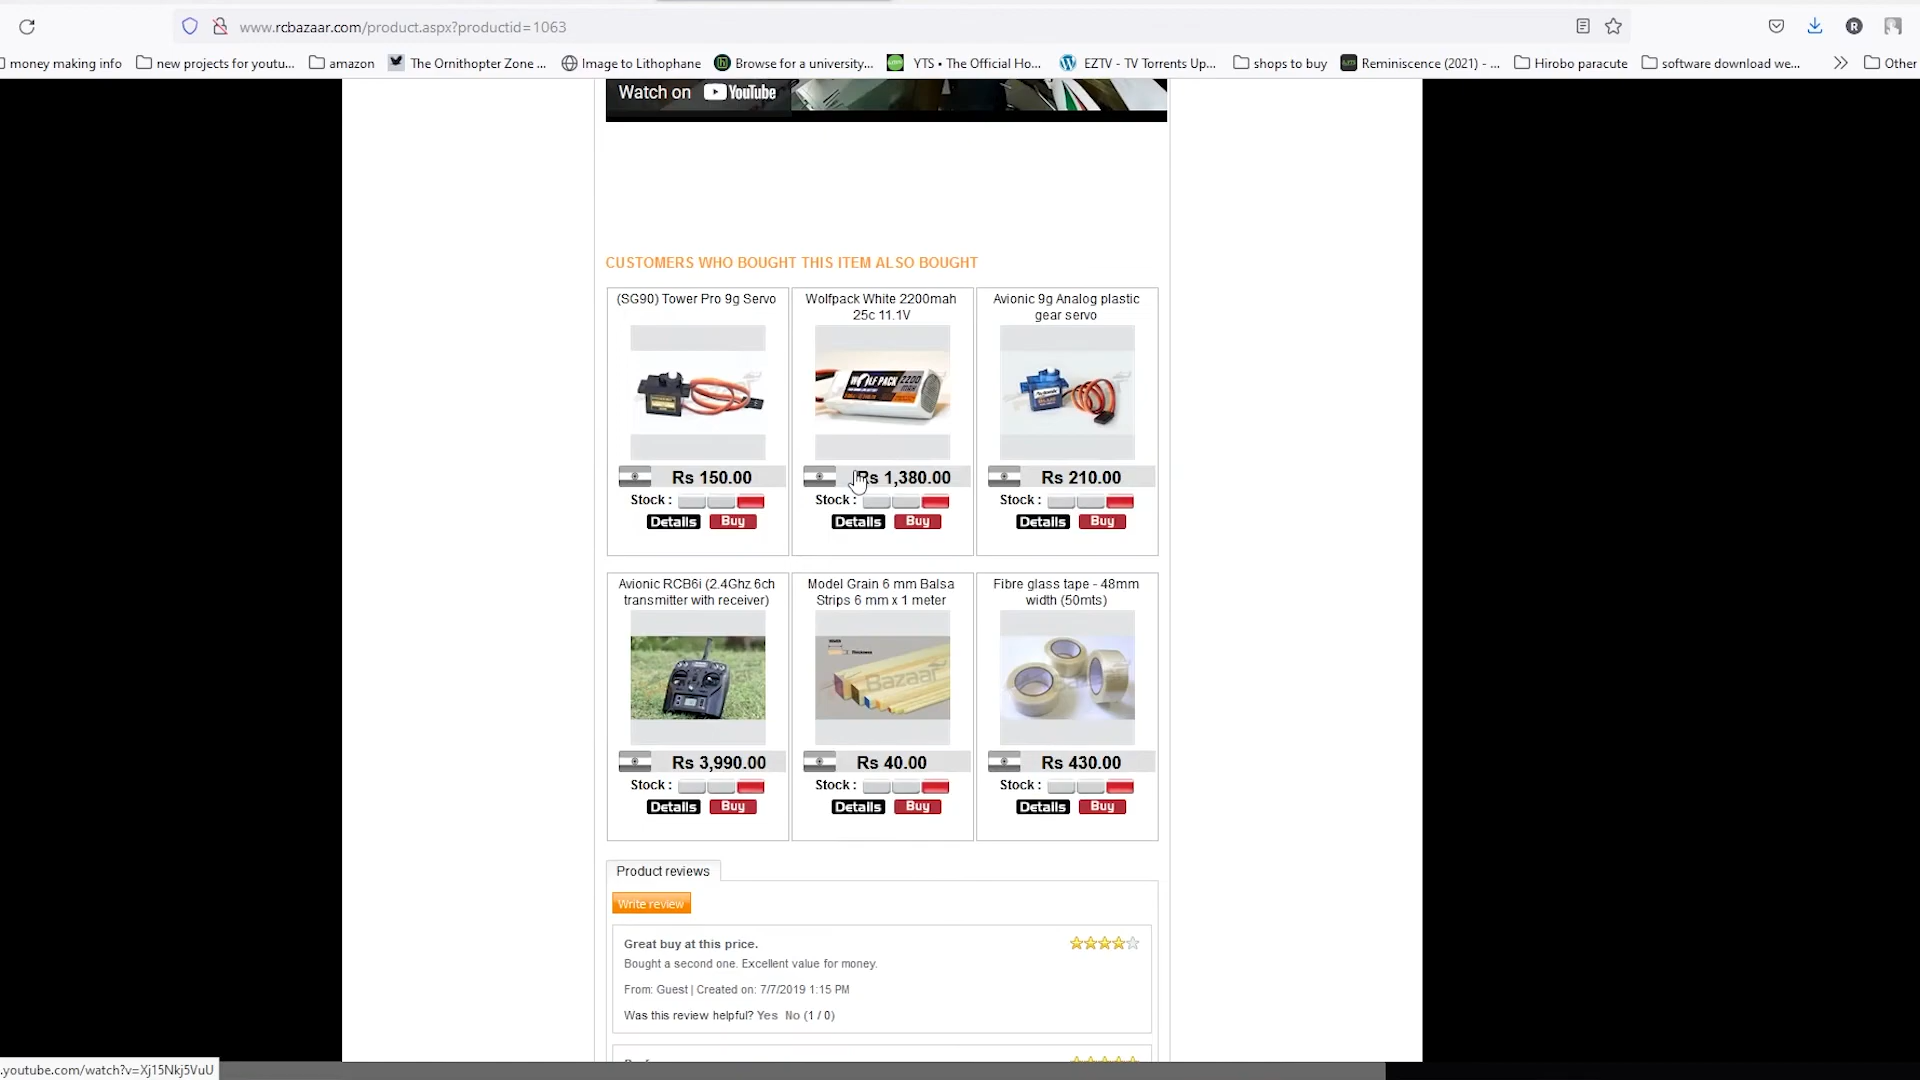 www.rcbazaar.com/product.aspx?productid=1063
money making info
new projects for youtu...
amazon
The Ornithopter Zone ...
Image to Lithophane
Browse for a university...
YTS • The Official Ho...
EZTV - TV Torrents Up...
shops to buy
Reminiscence (2021) - ...
Hirobo paracute
software download we...
Other
Watch on YouTube
CUSTOMERS WHO BOUGHT THIS ITEM ALSO BOUGHT
(SG90) Tower Pro 9g Servo
Rs 150.00
Stock :
Details Buy
Wolfpack White 2200mah
25c 11.1V
WOLF PACK 2200
Rs 1,380.00
Stock :
Details Buy
Avionic 9g Analog plastic
gear servo
Rs 210.00
Stock :
Details Buy
Avionic RCB6i (2.4Ghz 6ch
transmitter with receiver)
Rs 3,990.00
Stock :
Details Buy
Model Grain 6 mm Balsa
Strips 6 mm x 1 meter
Bazaar
Rs 40.00
Stock :
Details Buy
Fibre glass tape - 48mm
width (50mts)
Rs 430.00
Stock :
Details Buy
Product reviews
Write review
Great buy at this price.
Bought a second one. Excellent value for money.
From: Guest | Created on: 7/7/2019 1:15 PM
Was this review helpful? Yes No (1 / 0)
.youtube.com/watch?v=Xj15Nkj5VuU